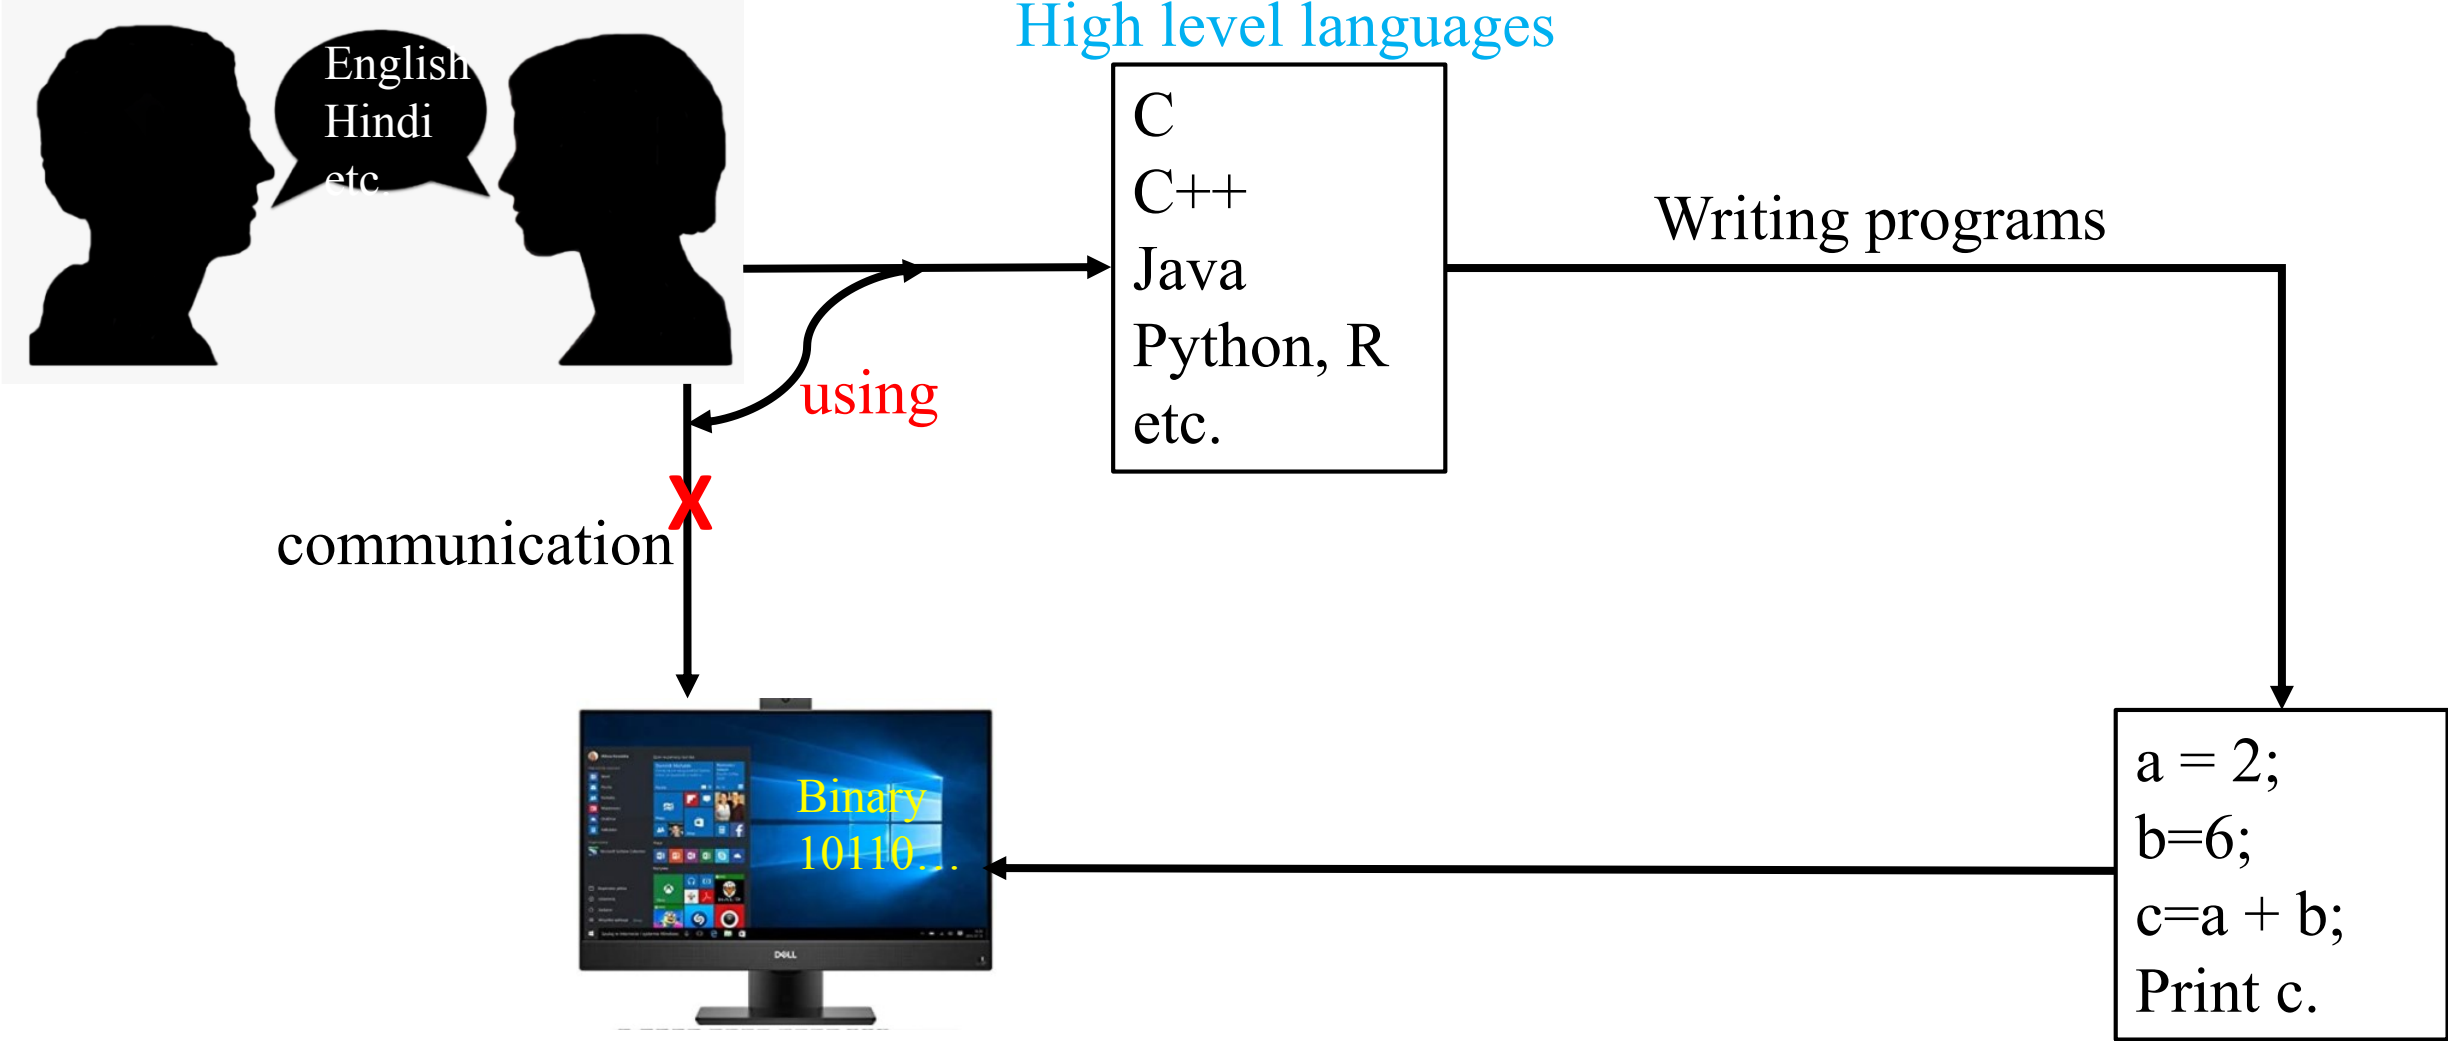 High level languages
English
Hindi
etc.
C
C++
Java
Python, R
etc.
Writing programs
using
X
communication
Binary
10110...
DELL
a = 2;
b=6;
c=a + b;
Print c.